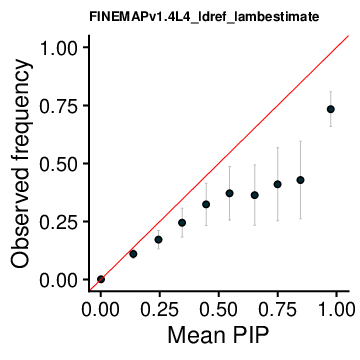 FINEMAPv1.4L4_ldref_lambestimate
1.00
0.75
0.50
0.25
0.00
Observed frequency
0.00 0.25 0.50 0.75 1.00
Mean PIP